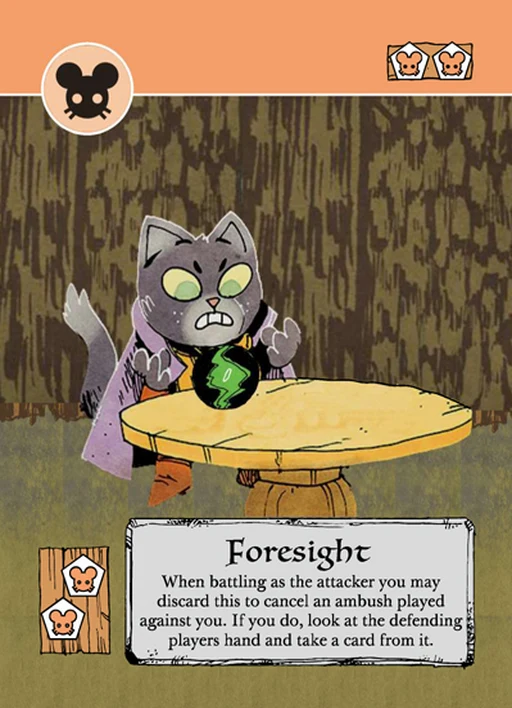 Foresight
When battling as the attacker you may
discard this to cancel an ambush played
against you. If you do, look at the defending
players hand and take a card from it.